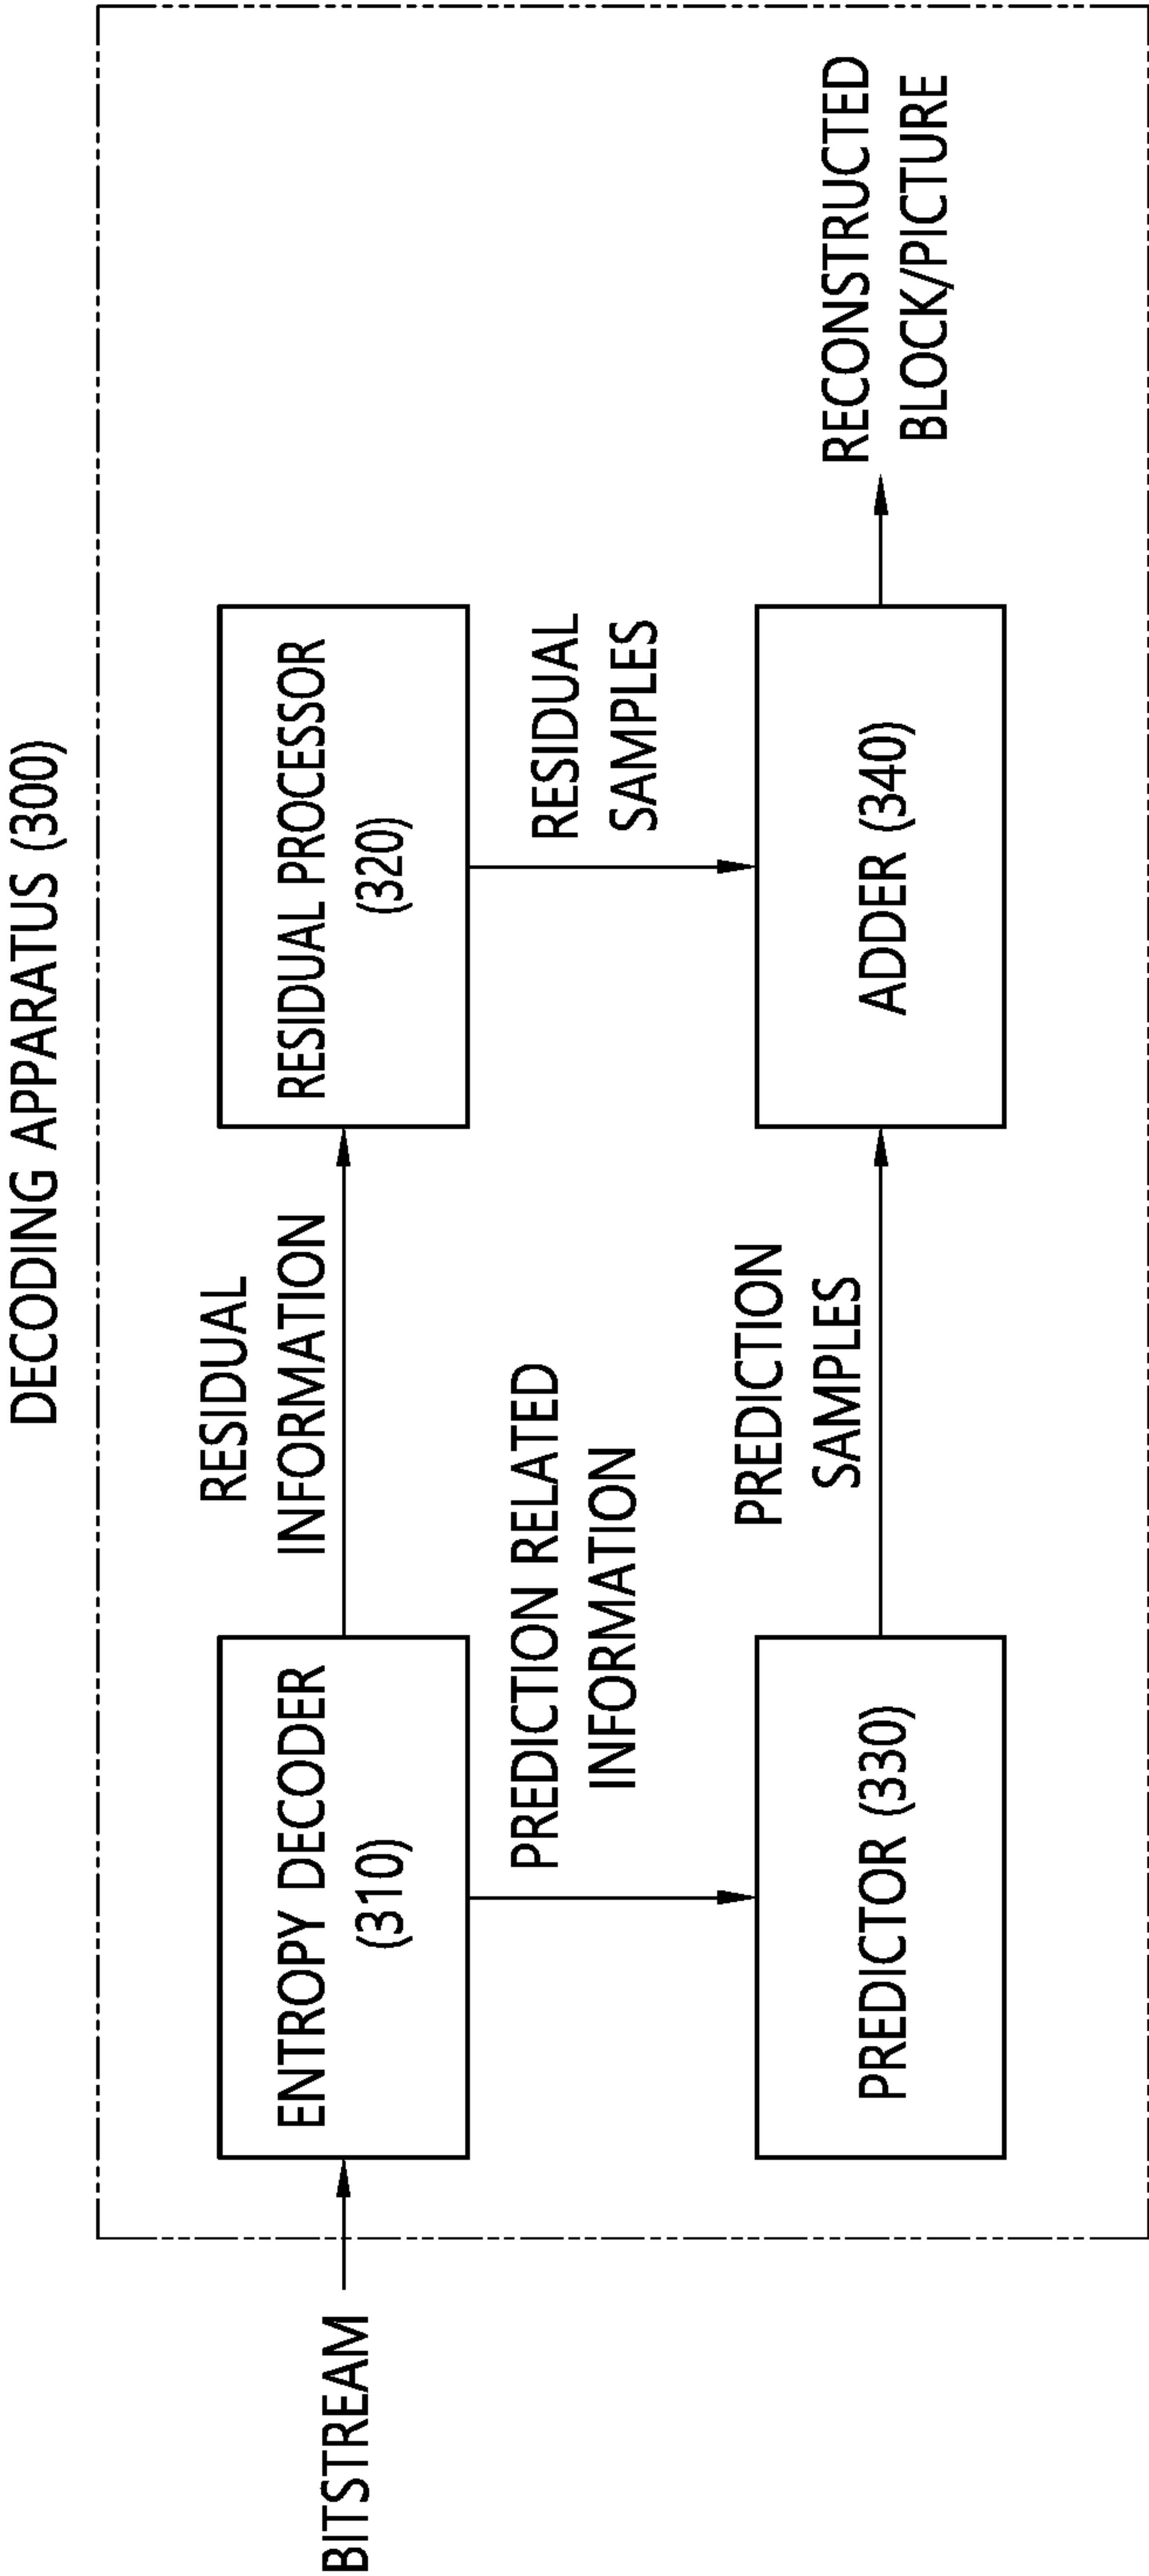 DECODING APPARATUS (300)
BITSTREAM
ENTROPY DECODER
(310)
RESIDUAL
INFORMATION
RESIDUAL PROCESSOR
(320)
PREDICTION RELATED
INFORMATION
RESIDUAL
SAMPLES
PREDICTOR (330)
PREDICTION
SAMPLES
ADDER (340)
RECONSTRUCTED
BLOCK/PICTURE